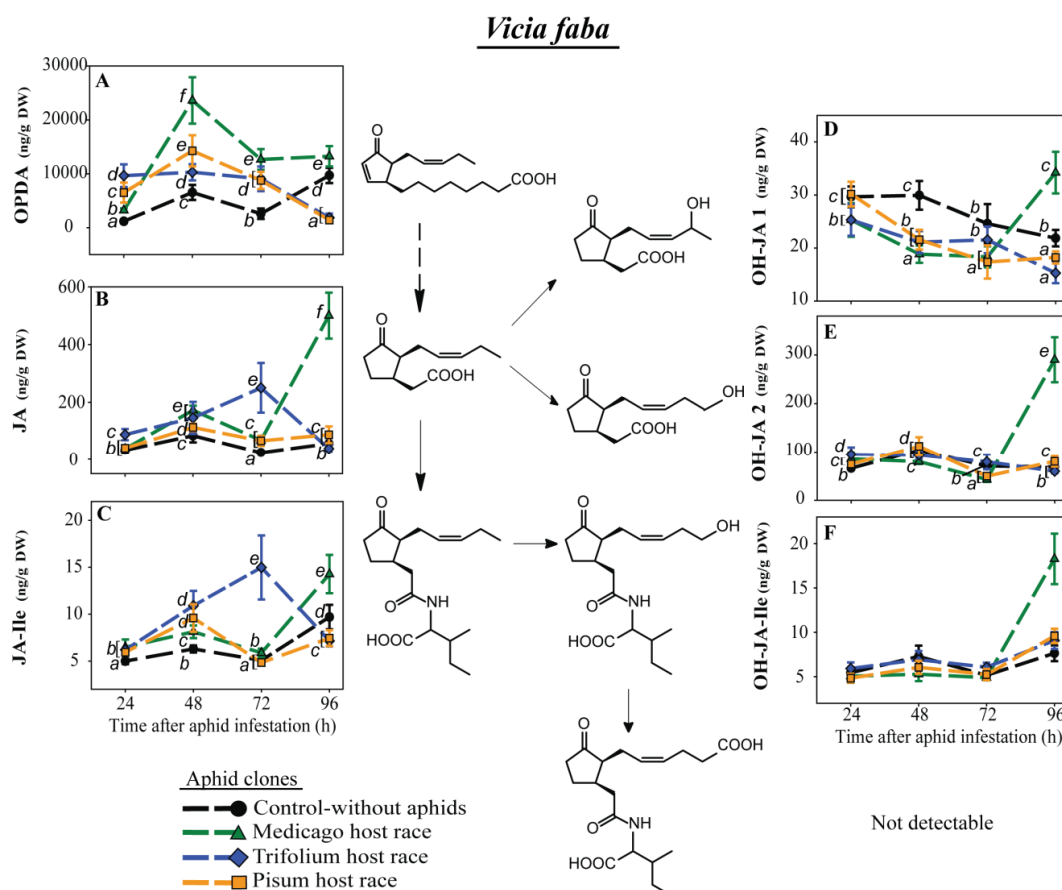 Vicia faba
A
OPDA (ng/g DW)
30000
20000
10000
0
d
c
b
a
f
e
d
c
e
d
b
a
e
d
a
B
JA (ng/g DW)
600
400
200
0
c
b
e
d
c
e
c
a
f
c
b
C
JA-Ile (ng/g DW)
20
15
10
5
b
a
d
d
c
b
e
b
a
e
d
c
24 48 72 96
Time after aphid infestation (h)
O
COOH
O
COOH
O
OH
COOH
O
OH
COOH
O
O
NH
HOOC
O
OH
O
NH
HOOC
O
COOH
O
NH
HOOC
D
OH-JA 1 (ng/g DW)
40
30
20
10
c
b
c
b
a
b
b
a
c
b
a
a
E
OH-JA 2 (ng/g DW)
300
200
100
0
d
c
b
d
c
c
b
a
e
c
b
F
OH-JA-Ile (ng/g DW)
20
15
10
5
24 48 72 96
Time after aphid infestation (h)
Aphid clones
Control-without aphids
Medicago host race
Trifolium host race
Pisum host race
Not detectable